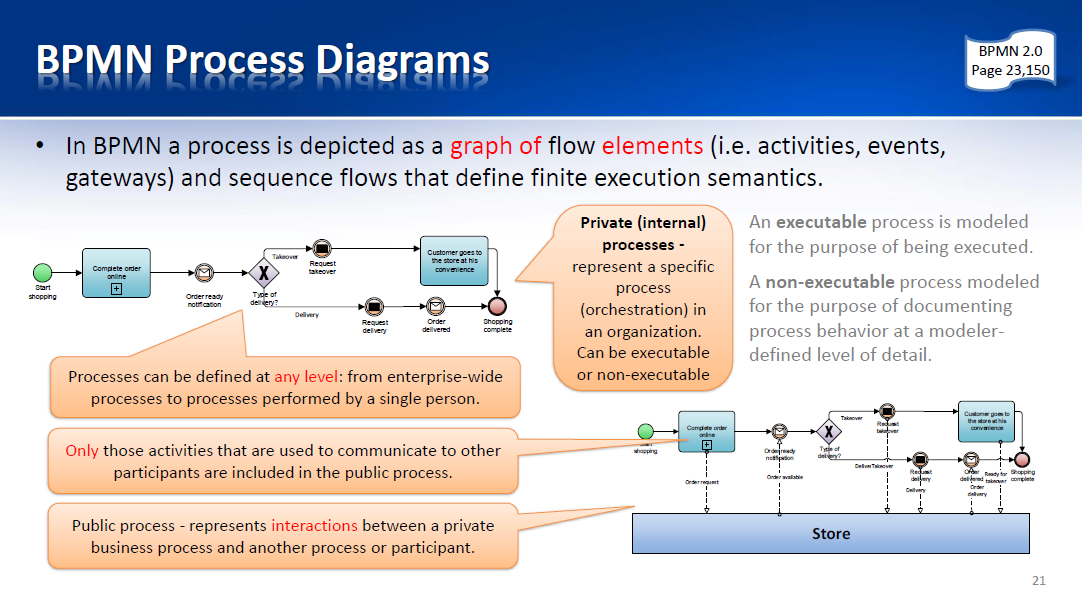 BPMN Process Diagrams
BPMN 2.0
Page 23,150
• In BPMN a process is depicted as a graph of flow elements (i.e. activities, events,
gateways) and sequence flows that define finite execution semantics.
Start
shopping
Complete order
online
Order ready
notification
Type of
delivery?
Takeover
Delivery
Request
takeover
Customer goes to
the store at his
convenience
Request
delivery
Order
delivered
Shopping
complete
Private (internal)
processes -
represent a specific
process
(orchestration) in
an organization.
Can be executable
or non-executable
An executable process is modeled
for the purpose of being executed.
A non-executable process modeled
for the purpose of documenting
process behavior at a modeler-
defined level of detail.
Processes can be defined at any level: from enterprise-wide
processes to processes performed by a single person.
Only those activities that are used to communicate to other
participants are included in the public process.
Public process - represents interactions between a private
business process and another process or participant.
shopping
Complete order
online
Order ready
notification
Type of
delivery?
Takeover
Request
takeover
Customer goes to
the store at his
convenience
Deliver
Takeover
Request
delivery
Order
delivered
Shopping
complete
Order request
Order available
Delivery
Order
delivery
Ready for
takeover
Store
21